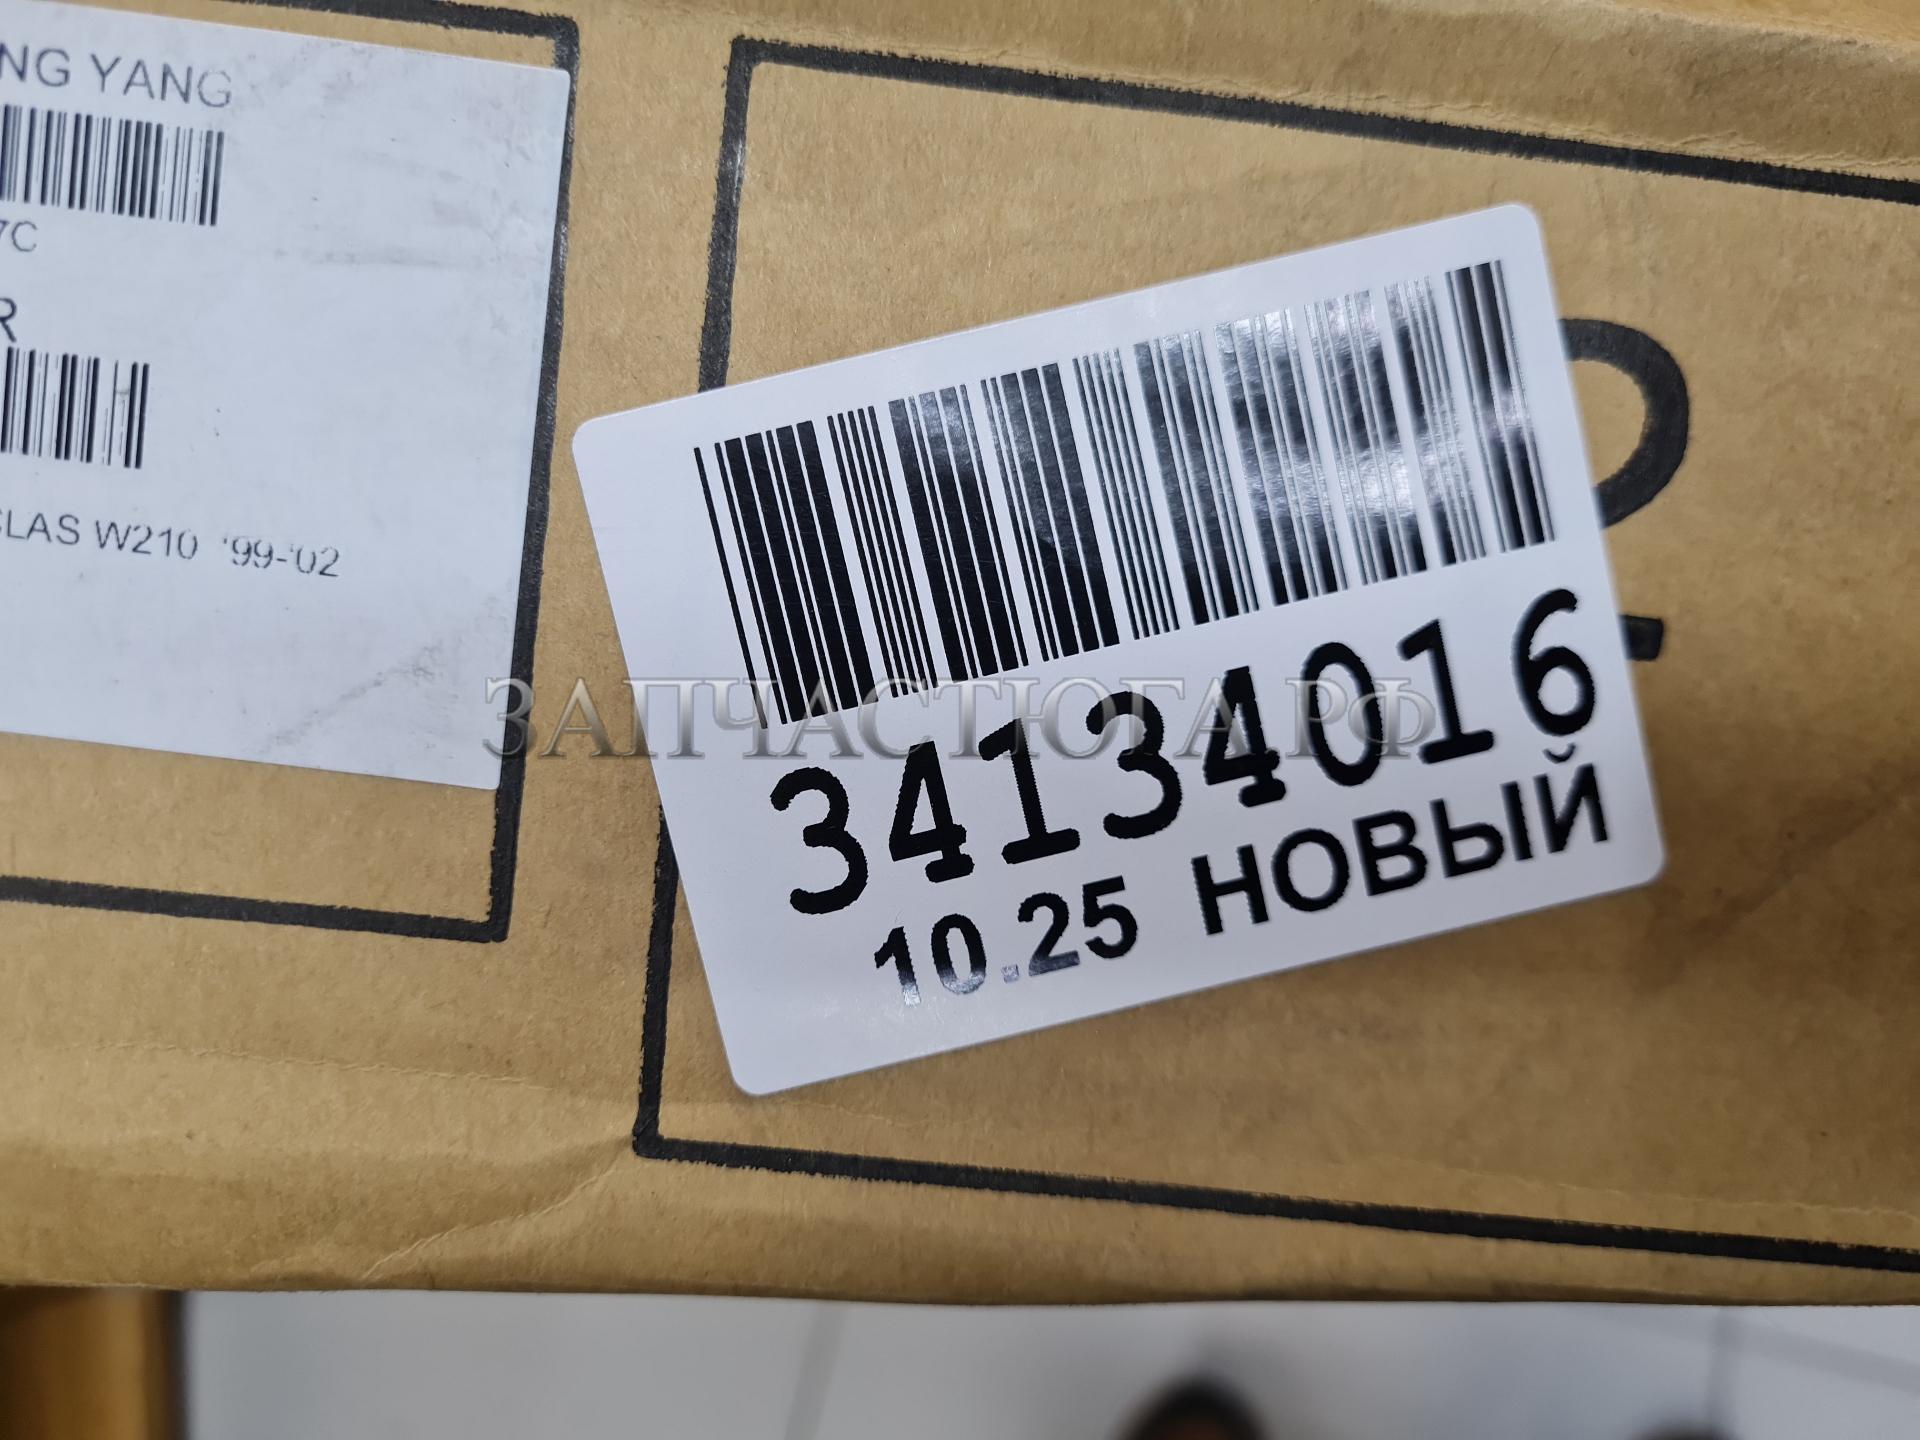 NG YANG
7C
R
CLAS W210 '99-'02
34134016
10.25 НОВЫЙ
ЗАПЧАСТЮГА.РФ